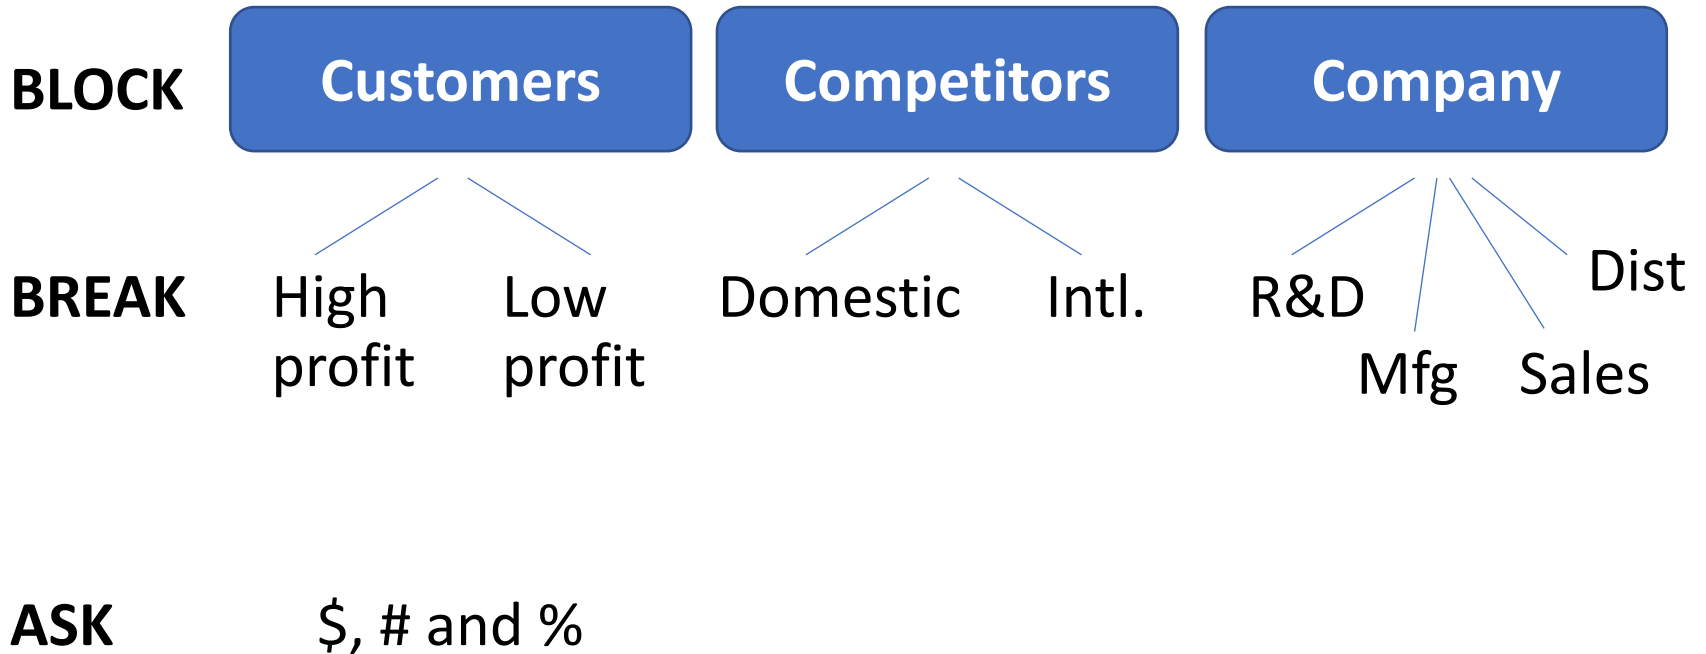 BLOCK
Customers
Competitors
Company
BREAK
High
profit
Low
profit
Domestic
Intl.
R&D
Mfg
Sales
Dist
ASK
$, # and %